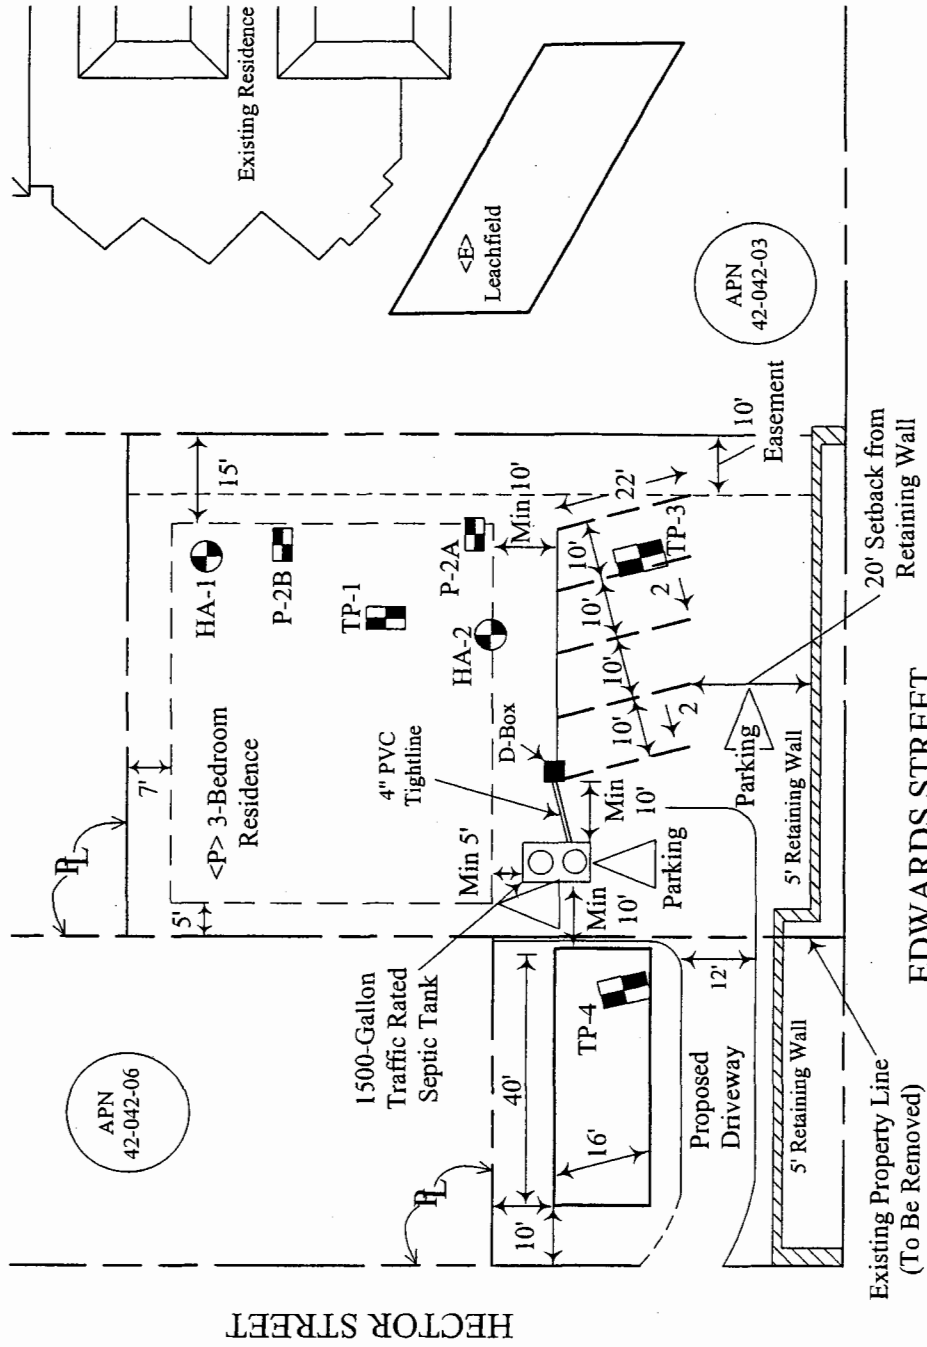 Existing Residence
<E>
Leachfield
APN
42-042-03
15'
10'
Easement
HA-1
P-2B
TP-1
P-2A
HA-2
Min 10'
22'
10'
TP-3
2
10'
10'
10'
2
20' Setback from
Retaining Wall
7'
<P> 3-Bedroom
Residence
4" PVC
Tightline
D-Box
Min
10'
Parking
5' Retaining Wall
PL
5'
Min 5'
Min
10'
Parking
1500-Gallon
Traffic Rated
Septic Tank
APN
42-042-06
40'
TP-4
16'
10'
PL
12'
Proposed
Driveway
5' Retaining Wall
Existing Property Line
(To Be Removed)
HECTOR STREET
EDWARDS STREET